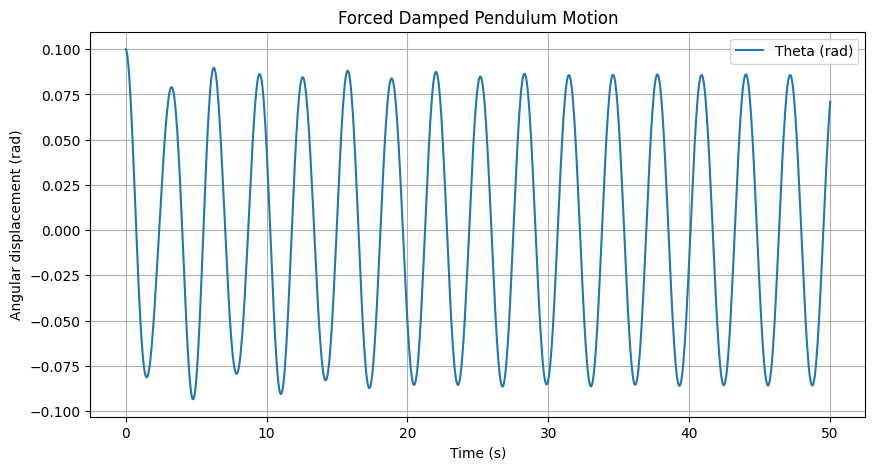 Forced Damped Pendulum Motion
Theta (rad)
Angular displacement (rad)
0.100
0.075
0.050
0.025
0.000
−0.025
−0.050
−0.075
−0.100
0 10 20 30 40 50
Time (s)